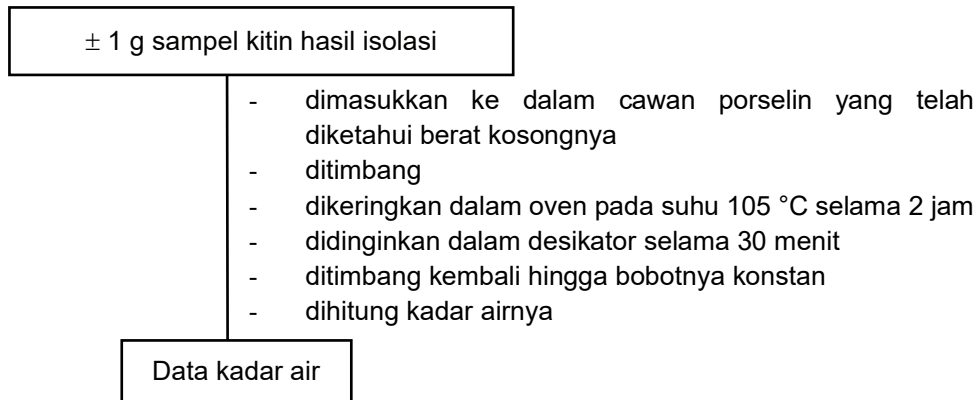 ± 1 g sampel kitin hasil isolasi
- dimasukkan ke dalam cawan porselin yang telah
diketahui berat kosongnya
- ditimbang
- dikeringkan dalam oven pada suhu 105 °C selama 2 jam
- didinginkan dalam desikator selama 30 menit
- ditimbang kembali hingga bobotnya konstan
- dihitung kadar airnya
Data kadar air